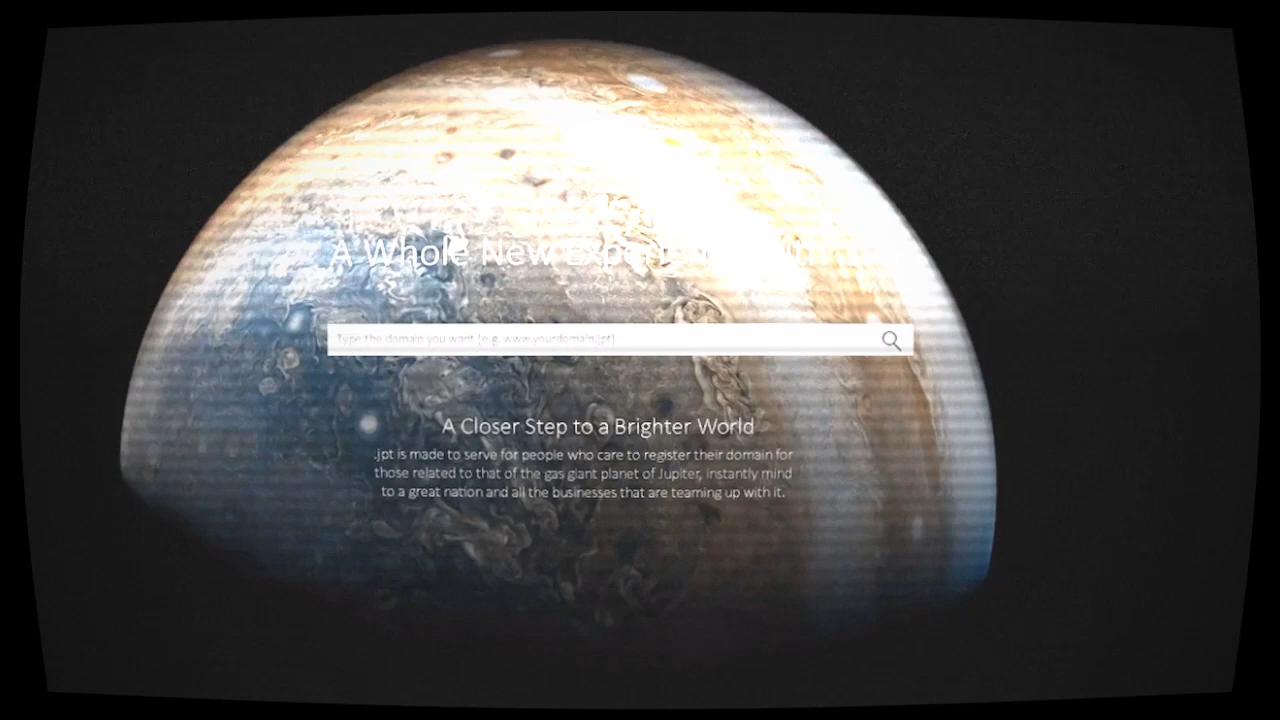 A Whole New
Type the domain you want [e.g. www.yourdomain.jpt]
A Closer Step to a Brighter World
.jpt is made to serve for people who care to register their domain for
those related to that of the gas giant planet of Jupiter, instantly mind
to a great nation and all the businesses that are teaming up with it.